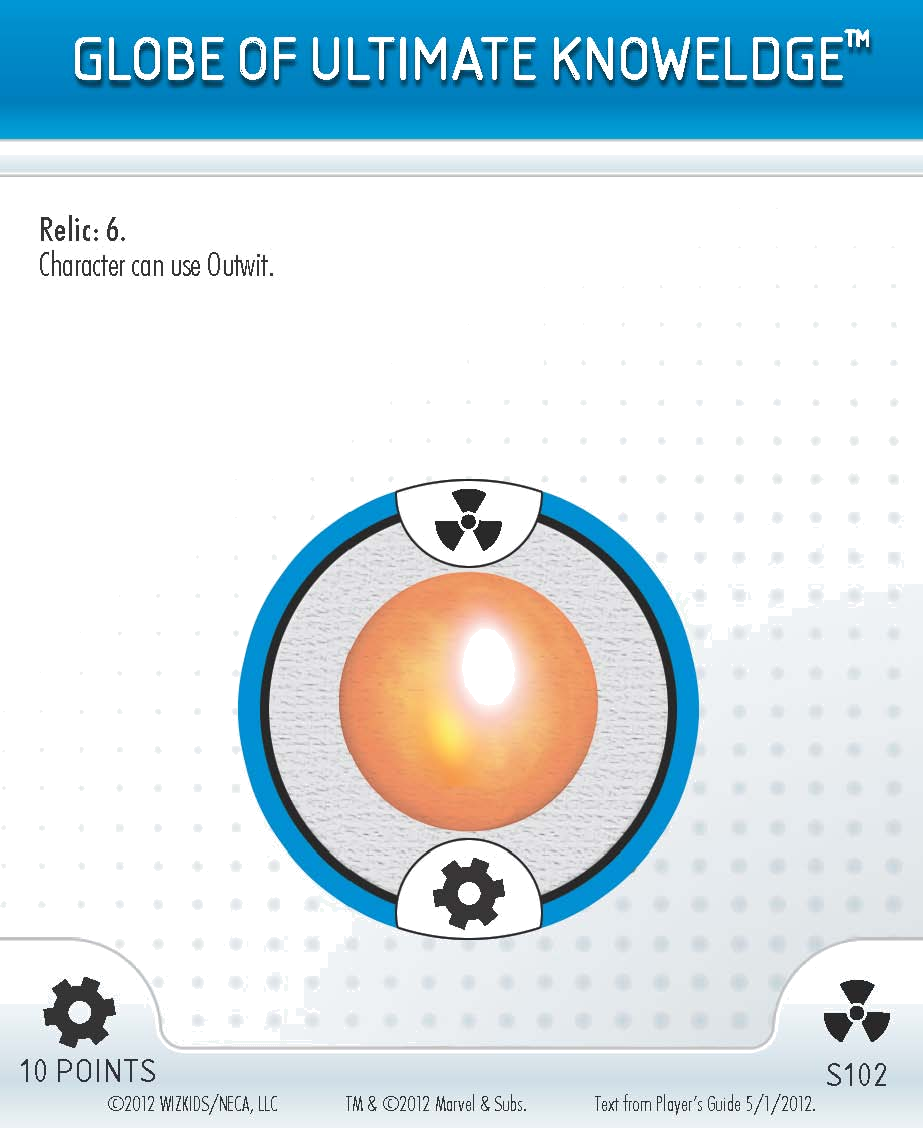 GLOBE OF ULTIMATE KNOWELDGE™
Relic: 6.
Character can use Outwit.
10 POINTS
S102
©2012 WIZKIDS/NECA, LLC TM & ©2012 Marvel & Subs. Text from Player's Guide 5/1/2012.